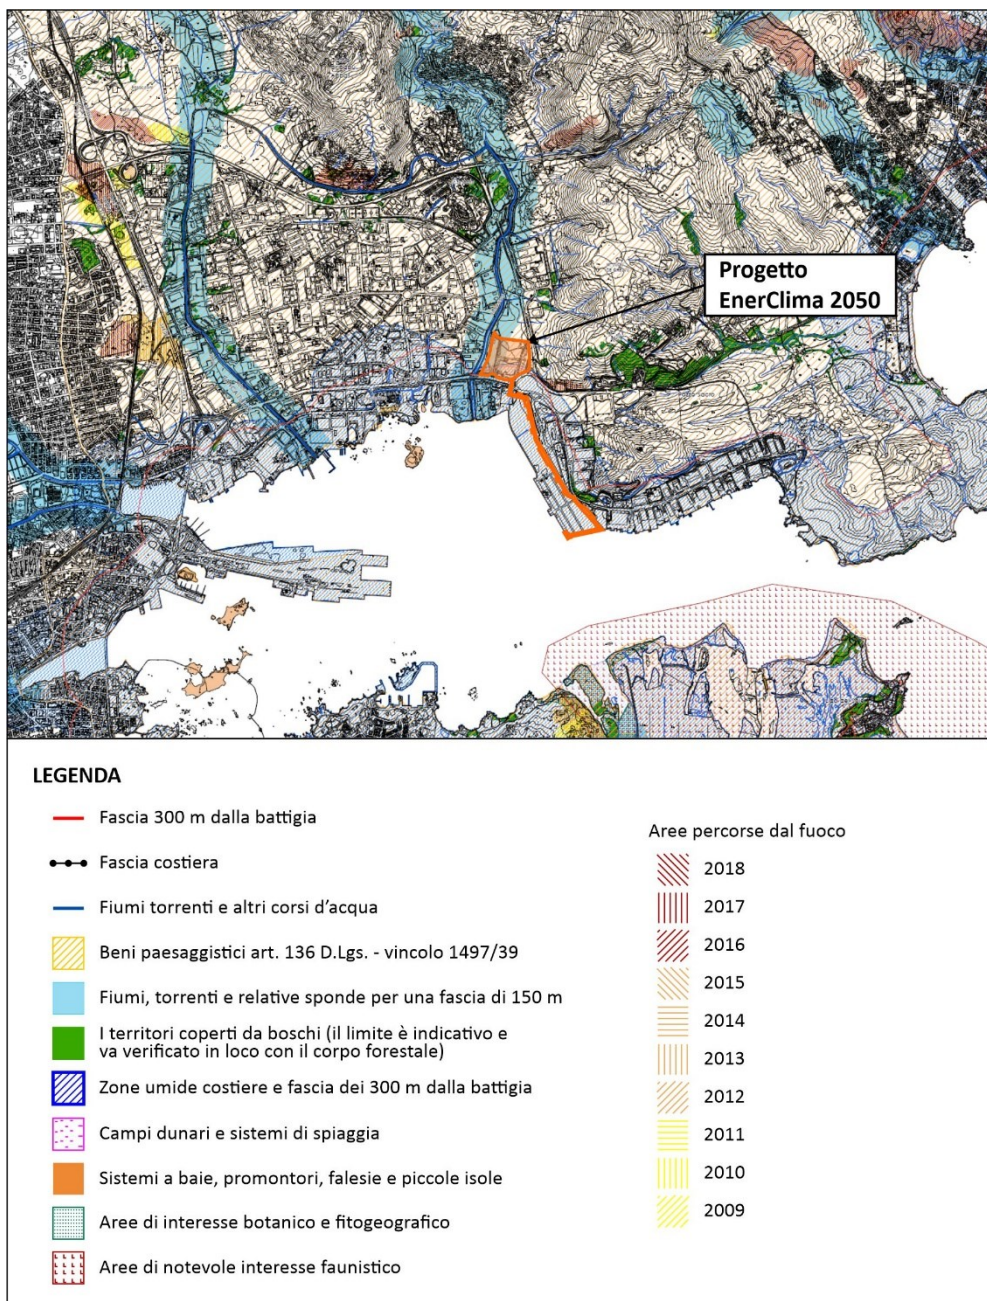 Progetto
EnerClima 2050
LEGENDA
Fascia 300 m dalla battigia
Fascia costiera
Fiumi torrenti e altri corsi d’acqua
Beni paesaggistici art. 136 D.Lgs. - vincolo 1497/39
Fiumi, torrenti e relative sponde per una fascia di 150 m
I territori coperti da boschi (il limite è indicativo e
va verificato in loco con il corpo forestale)
Zone umide costiere e fascia dei 300 m dalla battigia
Campi dunari e sistemi di spiaggia
Sistemi a baie, promontori, falesie e piccole isole
Aree di interesse botanico e fitogeografico
Aree di notevole interesse faunistico
Aree percorse dal fuoco
2018
2017
2016
2015
2014
2013
2012
2011
2010
2009